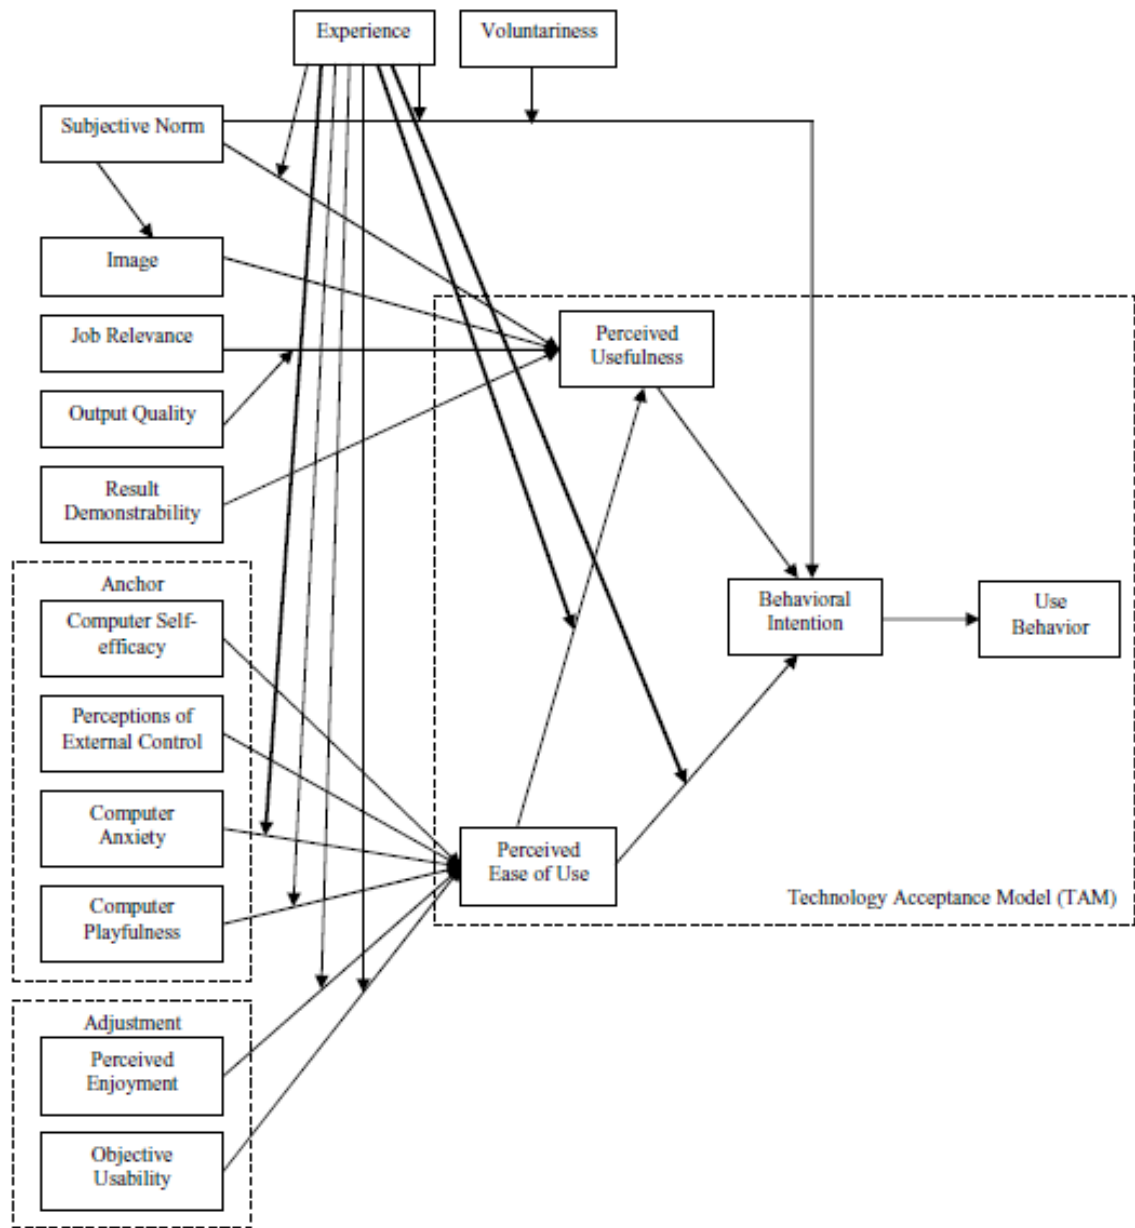 Experience
Voluntariness
Subjective Norm
Image
Job Relevance
Output Quality
Result
Demonstrability
Perceived
Usefulness
Anchor
Computer Self-
efficacy
Perceptions of
External Control
Computer
Anxiety
Computer
Playfulness
Behavioral
Intention
Use
Behavior
Perceived
Ease of Use
Technology Acceptance Model (TAM)
Adjustment
Perceived
Enjoyment
Objective
Usability